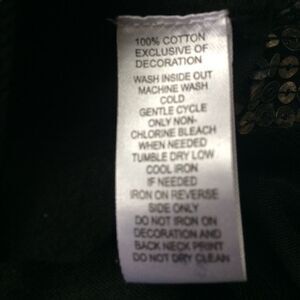 100% COTTON
EXCLUSIVE OF
DECORATION
WASH INSIDE OUT
MACHINE WASH
COLD
GENTLE CYCLE
ONLY NON-
CHLORINE BLEACH
WHEN NEEDED
TUMBLE DRY LOW
COOL IRON
IF NEEDED
IRON ON REVERSE
SIDE ONLY
DO NOT IRON ON
DECORATION AND
BACK NECK PRINT
DO NOT DRY CLEAN